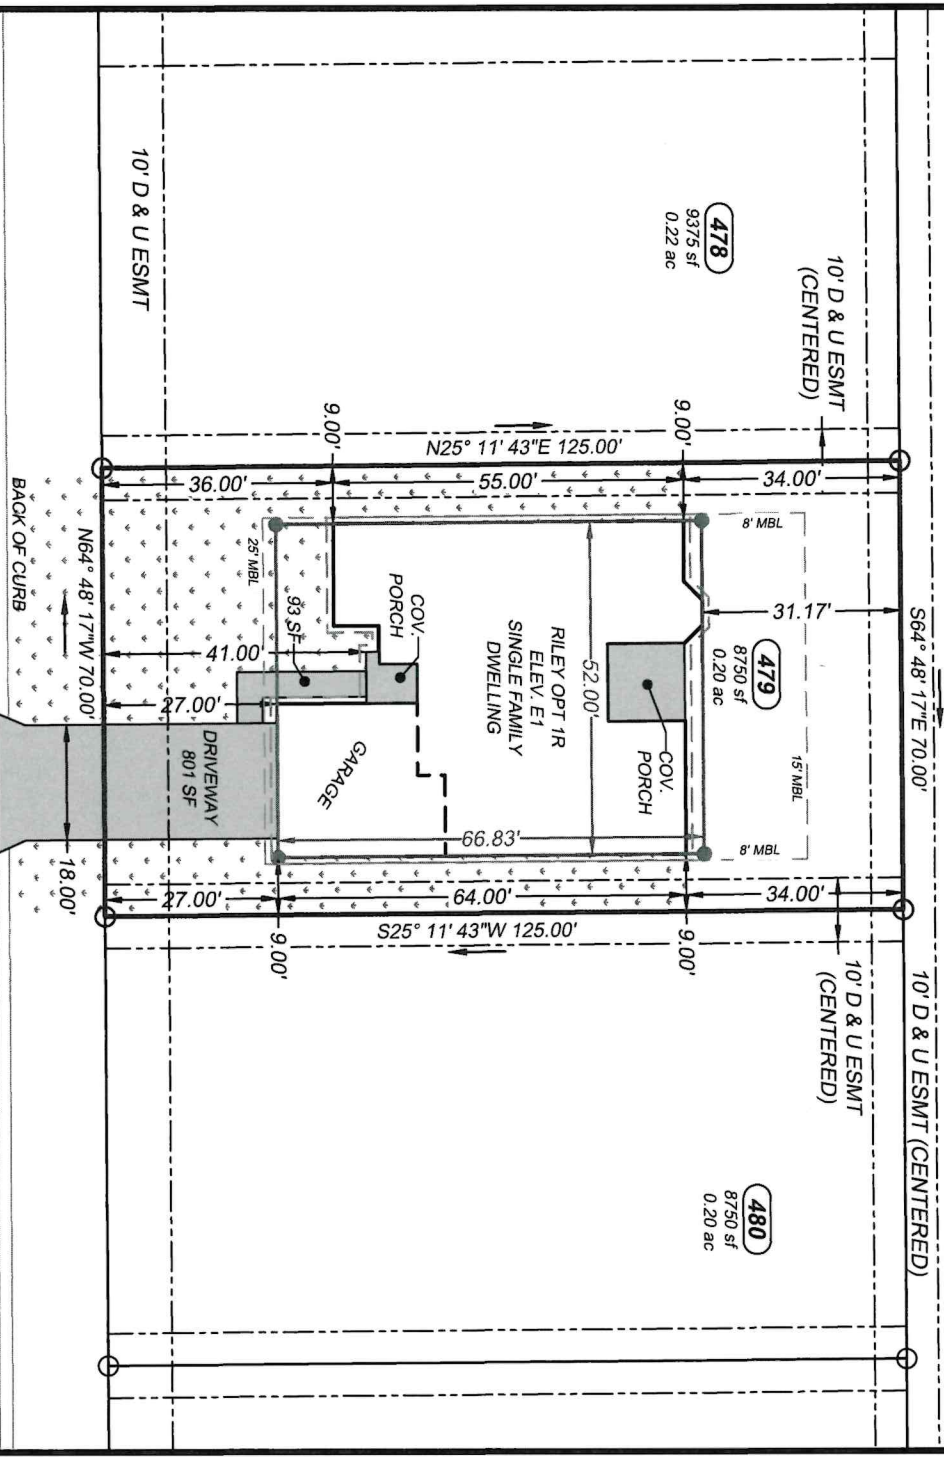 10' D & U ESMT
(CENTERED)
10' D & U ESMT
478
9375 sf
0.22 ac
N25° 11' 43"E 125.00'
9.00'
9.00'
36.00'
55.00'
34.00'
S64° 48' 17"E 70.00'
8' MBL
25' MBL
31.17'
COV.
PORCH
93 SF
41.00'
27.00'
RILEY OPT 1R
ELEV. E1
SINGLE FAMILY
DWELLING
52.00'
479
8750 sf
0.20 ac
COV.
PORCH
15' MBL
GARAGE
66.83'
8' MBL
DRIVEWAY
801 SF
18.00'
N64° 48' 17"W 70.00'
BACK OF CURB
27.00'
64.00'
34.00'
S25° 11' 43"W 125.00'
9.00'
9.00'
10' D & U ESMT
(CENTERED)
10' D & U ESMT (CENTERED)
480
8750 sf
0.20 ac